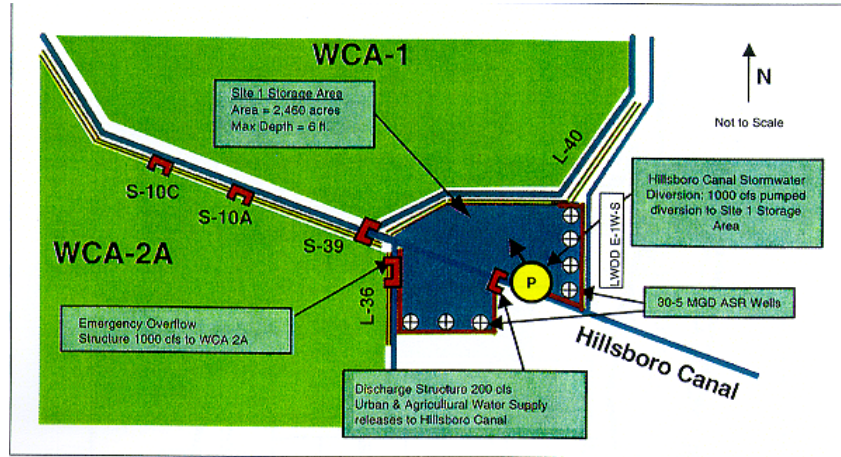 WCA-1
Site 1 Storage Area
Area = 2,460 acres
Max Depth = 6 ft.
N
Not to Scale
L-40
Hillsboro Canal Stormwater
Diversion: 1000 cfs pumped
diversion to Site 1 Storage
Area
S-10C
S-10A
S-39
WCA-2A
LWDD E-1W-S
P
L-36
30-5 MGD ASR Wells
Emergency Overflow
Structure 1000 cfs to WCA 2A
Hillsboro Canal
Discharge Structure 200 cfs
Urban & Agricultural Water Supply
releases to Hillsboro Canal